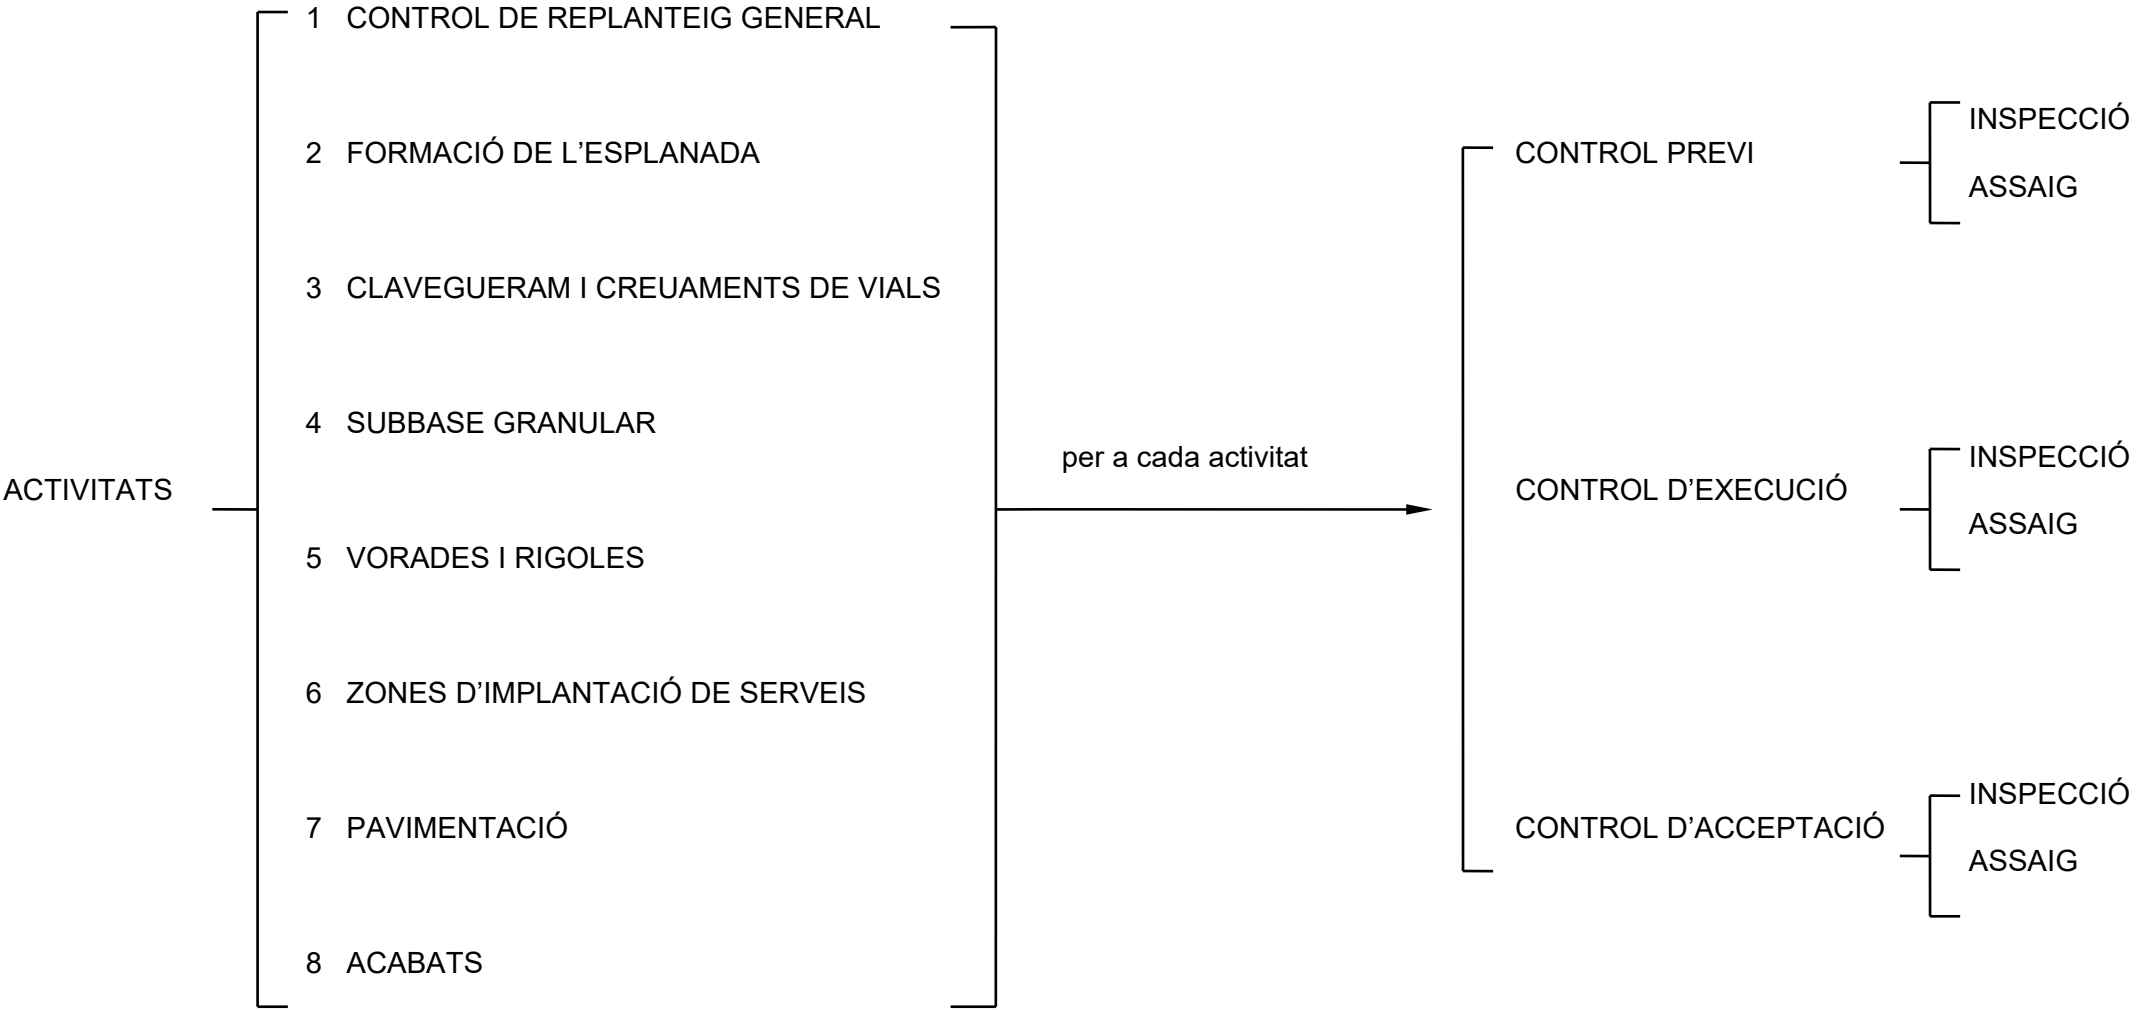 1 CONTROL DE REPLANTEIG GENERAL
2 FORMACIÓ DE L’ESPLANADA
3 CLAVEGUERAM I CREUAMENTS DE VIALS
4 SUBBASE GRANULAR
ACTIVITATS
5 VORADES I RIGOLES
6 ZONES D’IMPLANTACIÓ DE SERVEIS
7 PAVIMENTACIÓ
8 ACABATS
per a cada activitat
CONTROL PREVI
INSPECCIÓ
ASSAIG
CONTROL D’EXECUCIÓ
INSPECCIÓ
ASSAIG
CONTROL D’ACCEPTACIÓ
INSPECCIÓ
ASSAIG